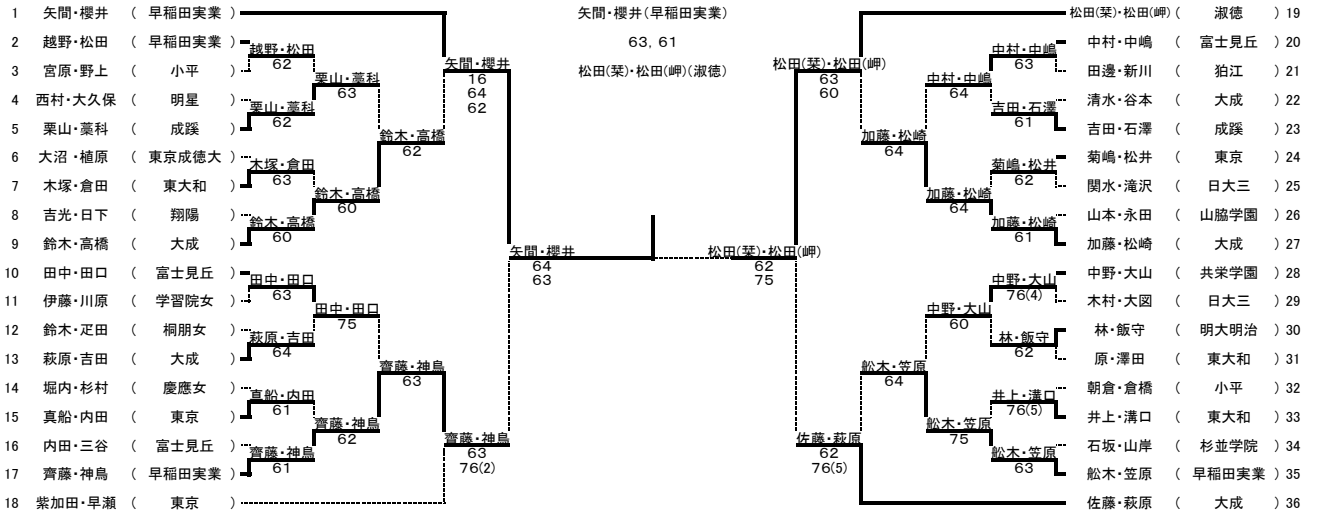 矢間・櫻井(早稲田実業)
63, 61
松田(栞)・松田(岬)(淑徳)
1 矢間・櫻井 ( 早稲田実業 )
2 越野・松田 ( 早稲田実業 )
3 宮原・野上 ( 小平 )
4 西村・大久保 ( 明星 )
5 栗山・薬科 ( 成蹊 )
6 大沼・植原 ( 東京成徳大 )
7 木塚・倉田 ( 東大和 )
8 吉光・日下 ( 翔陽 )
9 鈴木・高橋 ( 大成 )
10 田中・田口 ( 富士見丘 )
11 伊藤・川原 ( 学習院女 )
12 鈴木・疋田 ( 桐朋女 )
13 萩原・吉田 ( 大成 )
14 堀内・杉村 ( 慶應女 )
15 真船・内田 ( 東京 )
16 内田・三谷 ( 富士見丘 )
17 齊藤・神鳥 ( 早稲田実業 )
18 紫加田・早瀬 ( 東京 )
越野・松田
62
栗山・薬科
62
木塚・倉田
63
鈴木・高橋
60
田中・田口
63
萩原・吉田
64
真船・内田
61
齊藤・神鳥
61
栗山・薬科
63
鈴木・高橋
60
田中・田口
75
齊藤・神鳥
62
鈴木・高橋
62
齊藤・神鳥
63
矢間・櫻井
16
64
62
齊藤・神鳥
63
76(2)
矢間・櫻井
64
63
松田(栞)・松田(岬)
62
75
松田(栞)・松田(岬)
63
60
佐藤・萩原
62
76(5)
加藤・松崎
64
舩木・笠原
64
中村・中嶋
64
加藤・松崎
64
中野・大山
60
舩木・笠原
75
中村・中嶋
63
吉田・石澤
61
菊嶋・松井
62
加藤・松崎
61
中野・大山
76(4)
林・飯守
62
井上・溝口
76(5)
舩木・笠原
63
松田(栞)・松田(岬) ( 淑徳 ) 19
中村・中嶋 ( 富士見丘 ) 20
田邊・新川 ( 狛江 ) 21
清水・谷本 ( 大成 ) 22
吉田・石澤 ( 成蹊 ) 23
菊嶋・松井 ( 東京 ) 24
関水・滝沢 ( 日大三 ) 25
山本・永田 ( 山脇学園 ) 26
加藤・松崎 ( 大成 ) 27
中野・大山 ( 共栄学園 ) 28
木村・大図 ( 日大三 ) 29
林・飯守 ( 明大明治 ) 30
原・澤田 ( 東大和 ) 31
朝倉・倉橋 ( 小平 ) 32
井上・溝口 ( 東大和 ) 33
石坂・山岸 ( 杉並学院 ) 34
舩木・笠原 ( 早稲田実業 ) 35
佐藤・萩原 ( 大成 ) 36